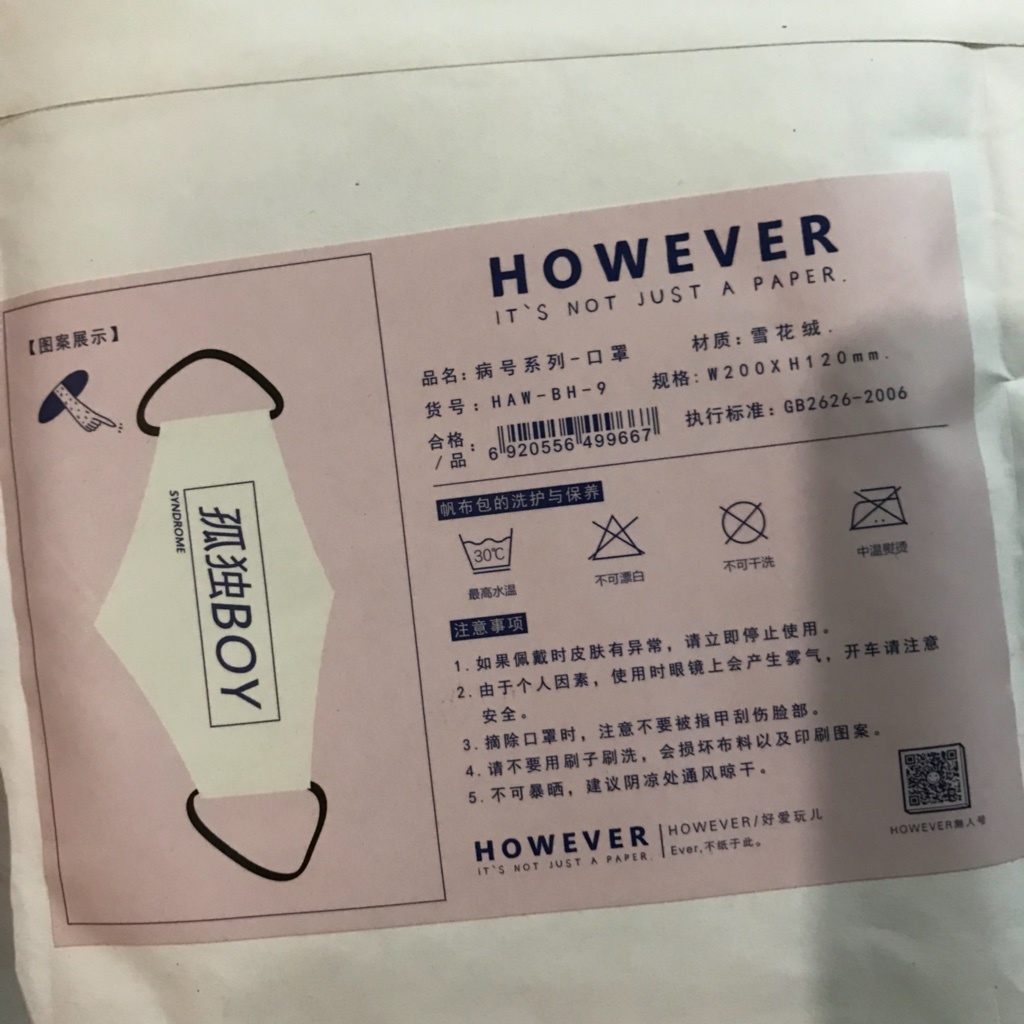 HOWEVER
IT`S NOT JUST A PAPER.
【图案展示】
SYNDROME
孤独BOY
品名：病号系列-口罩
材质：雪花绒.
货号：HAW-BH-9
规格：W200XH120mm.
合格/品：
6 920556 499667
执行标准：GB2626-2006
帆布包的洗护与保养
30℃
最高水温
不可漂白
不可干洗
中温熨烫
注意事项
1.如果佩戴时皮肤有异常，请立即停止使用。
2.由于个人因素，使用时眼镜上会产生雾气，开车请注意
安全。
3.摘除口罩时，注意不要被指甲刮伤脸部。
4.请不要用刷子刷洗，会损坏布料以及印刷图案。
5.不可暴晒，建议阴凉处通风晾干。
HOWEVER
IT`S NOT JUST A PAPER.
HOWEVER/好爱玩儿
Ever,不纸于此。
HOWEVER無人号